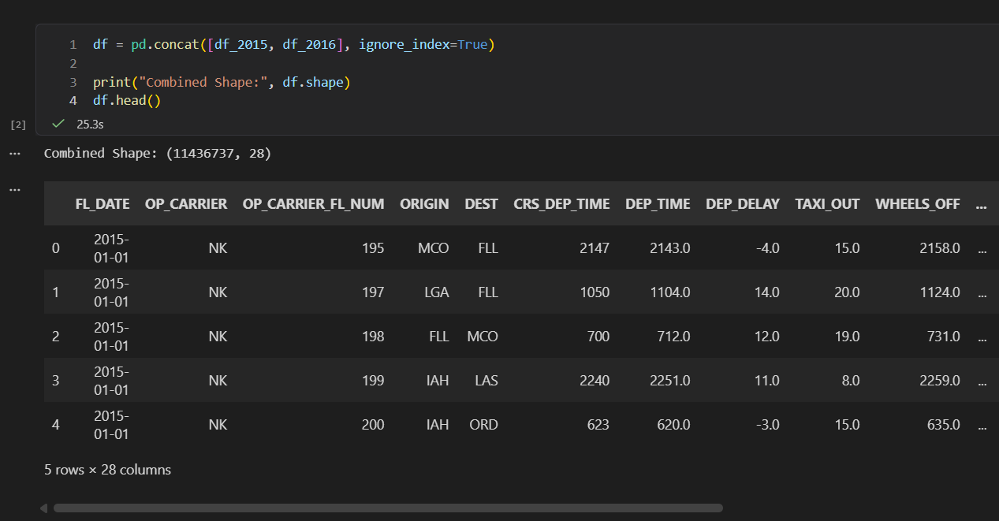 1 df = pd.concat([df_2015, df_2016], ignore_index=True)
2
3 print("Combined Shape:", df.shape)
4 df.head()
[2] ✓ 25.3s
... Combined Shape: (11436737, 28)
...
FL_DATE OP_CARRIER OP_CARRIER_FL_NUM ORIGIN DEST CRS_DEP_TIME DEP_TIME DEP_DELAY TAXI_OUT WHEELS_OFF ...
0 2015-01-01 NK 195 MCO FLL 2147 2143.0 -4.0 15.0 2158.0 ...
1 2015-01-01 NK 197 LGA FLL 1050 1104.0 14.0 20.0 1124.0 ...
2 2015-01-01 NK 198 FLL MCO 700 712.0 12.0 19.0 731.0 ...
3 2015-01-01 NK 199 IAH LAS 2240 2251.0 11.0 8.0 2259.0 ...
4 2015-01-01 NK 200 IAH ORD 623 620.0 -3.0 15.0 635.0 ...
5 rows × 28 columns